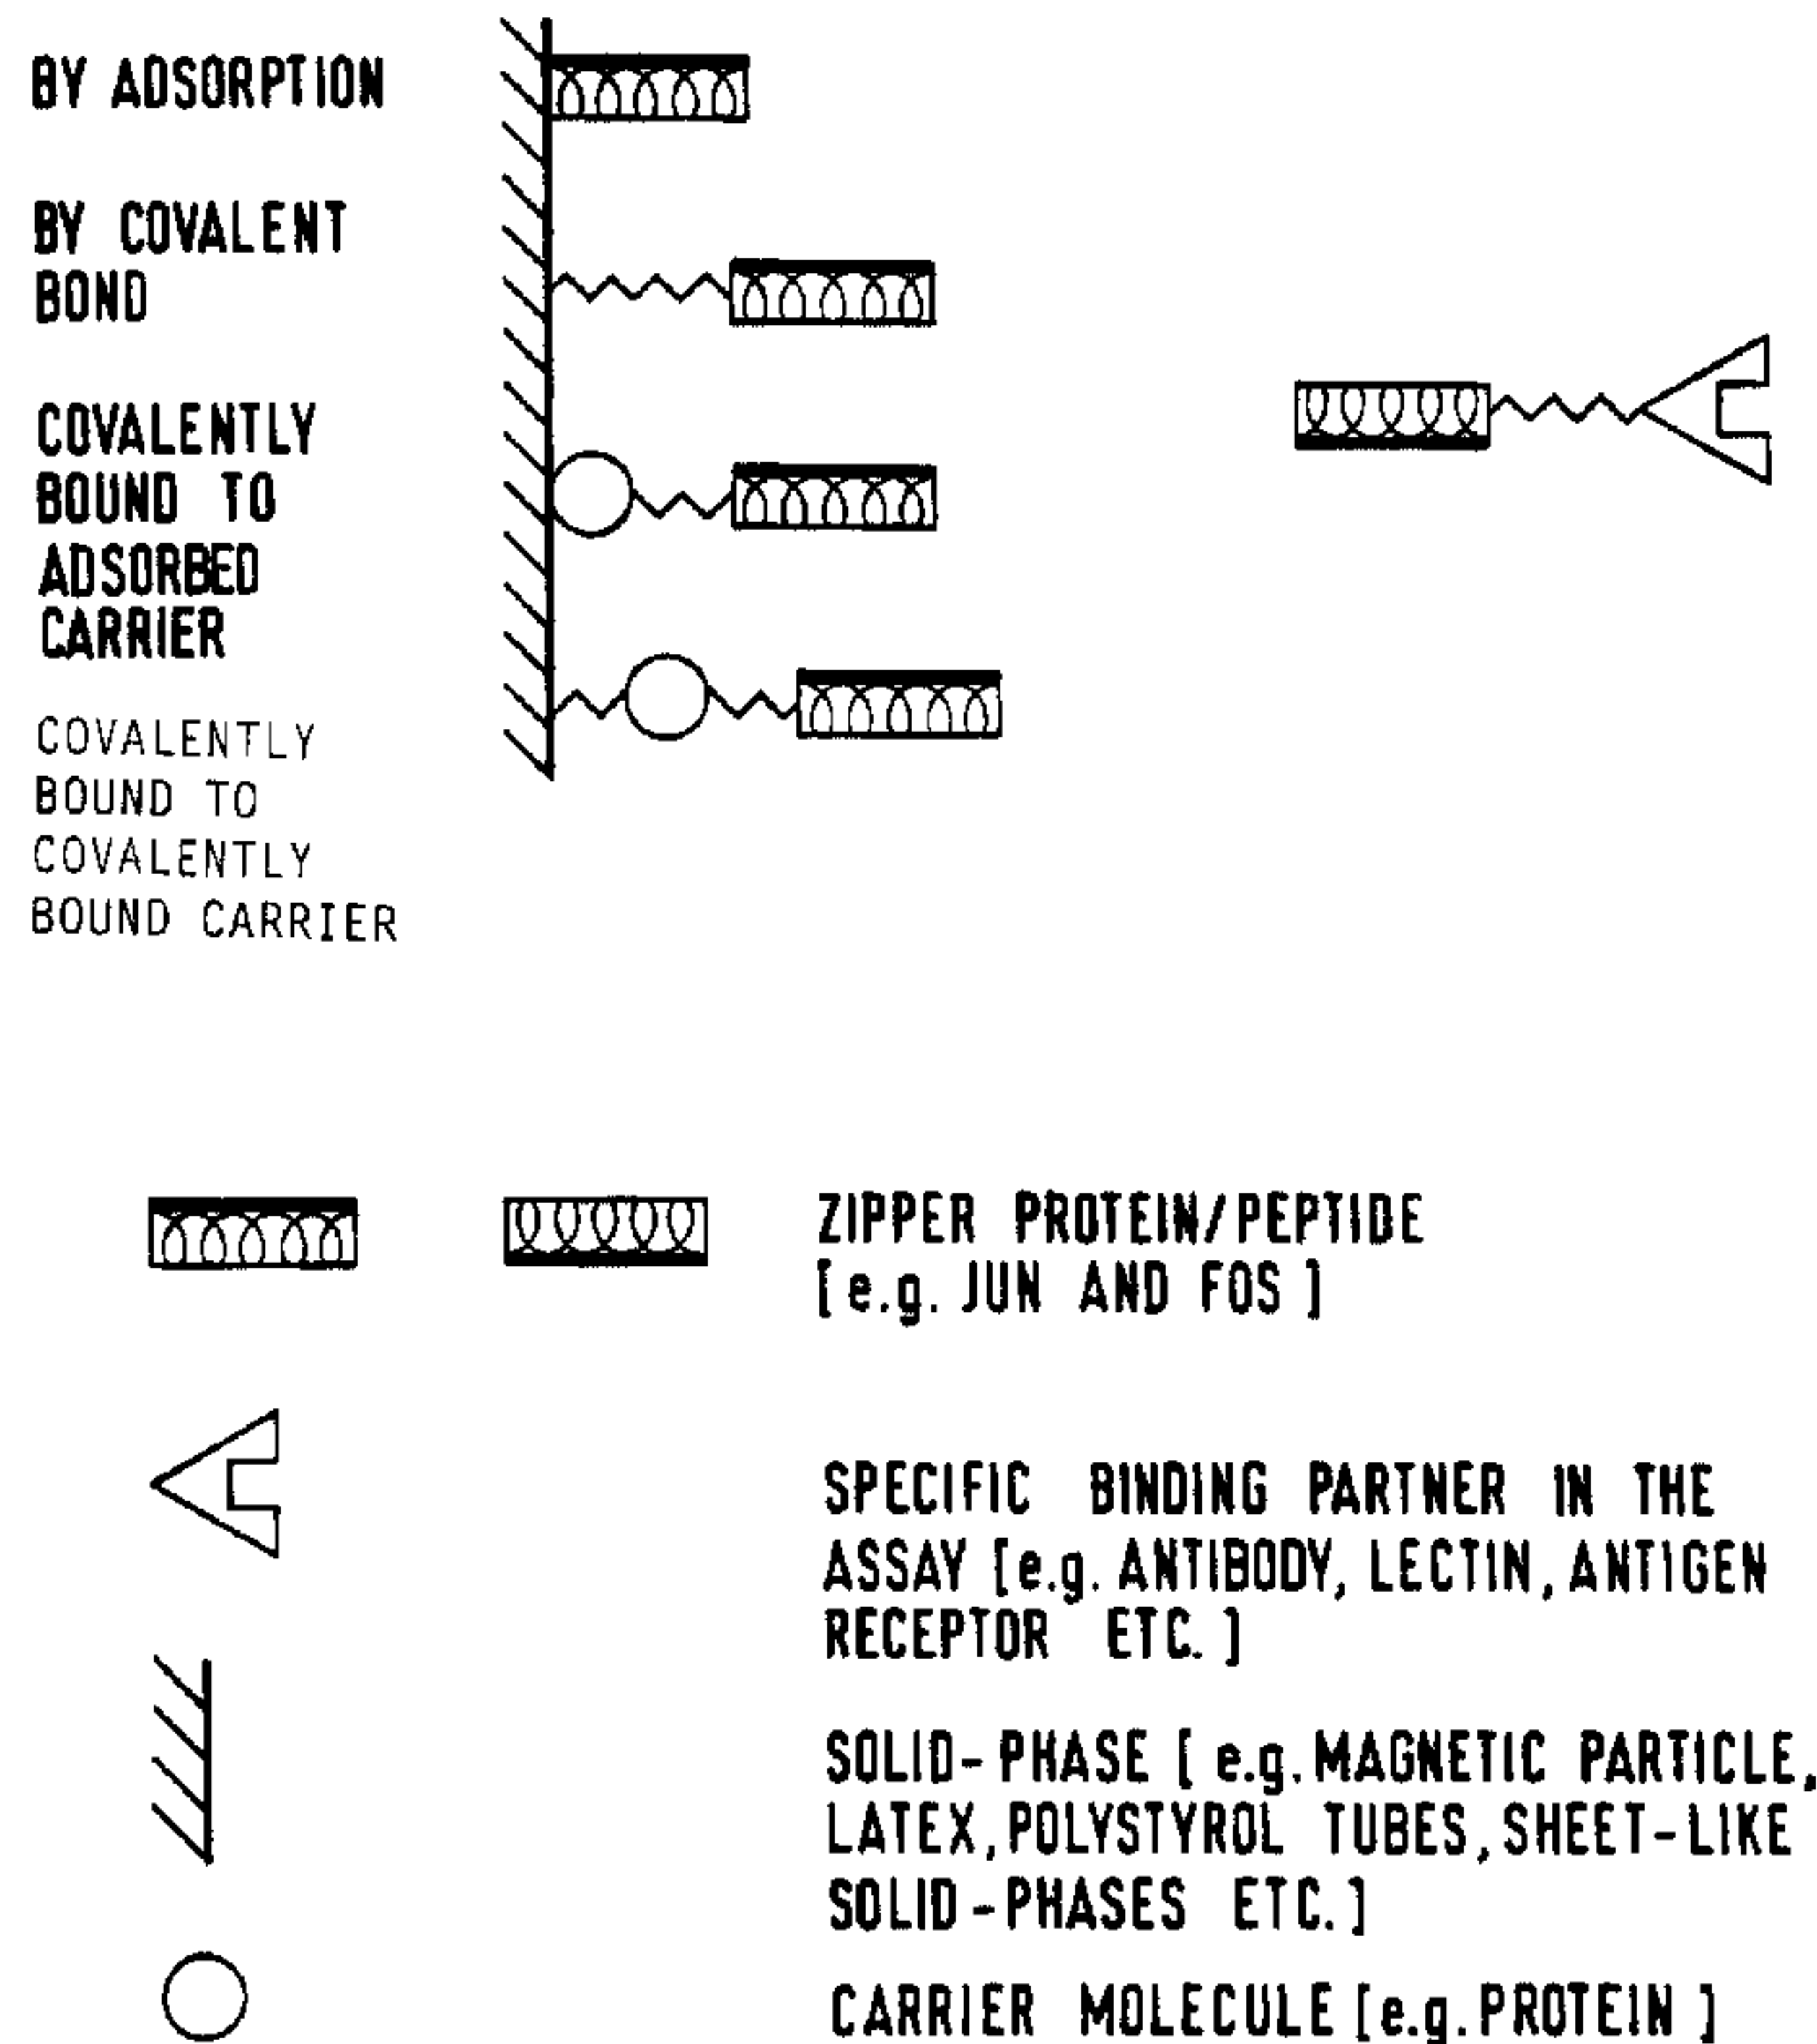 BY ADSORPTION
BY COVALENT
BOND
COVALENTLY
BOUND TO
ADSORBED
CARRIER
COVALENTLY
BOUND TO
COVALENTLY
BOUND CARRIER
ZIPPER PROTEIN/PEPTIDE
[e.g. JUN AND FOS ]
SPECIFIC BINDING PARTNER IN THE
ASSAY [e.g. ANTIBODY, LECTIN, ANTIGEN
RECEPTOR ETC. ]
SOLID-PHASE [ e.g. MAGNETIC PARTICLE,
LATEX, POLYSTYROL TUBES, SHEET-LIKE
SOLID-PHASES ETC. ]
CARRIER MOLECULE [e.g. PROTEIN ]